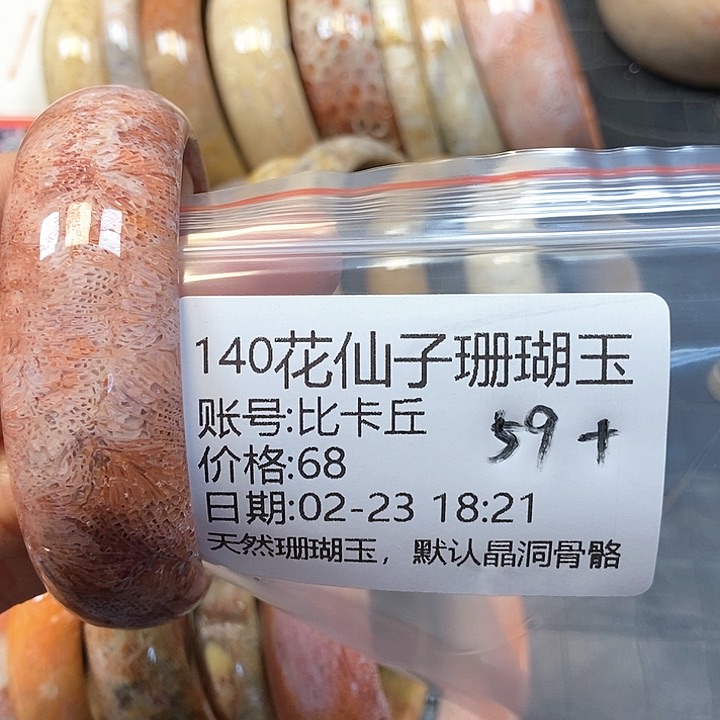 140花仙子珊瑚玉
账号:比卡丘
59+
价格:68
日期:02-23 18:21
天然珊瑚玉，默认晶洞骨骼